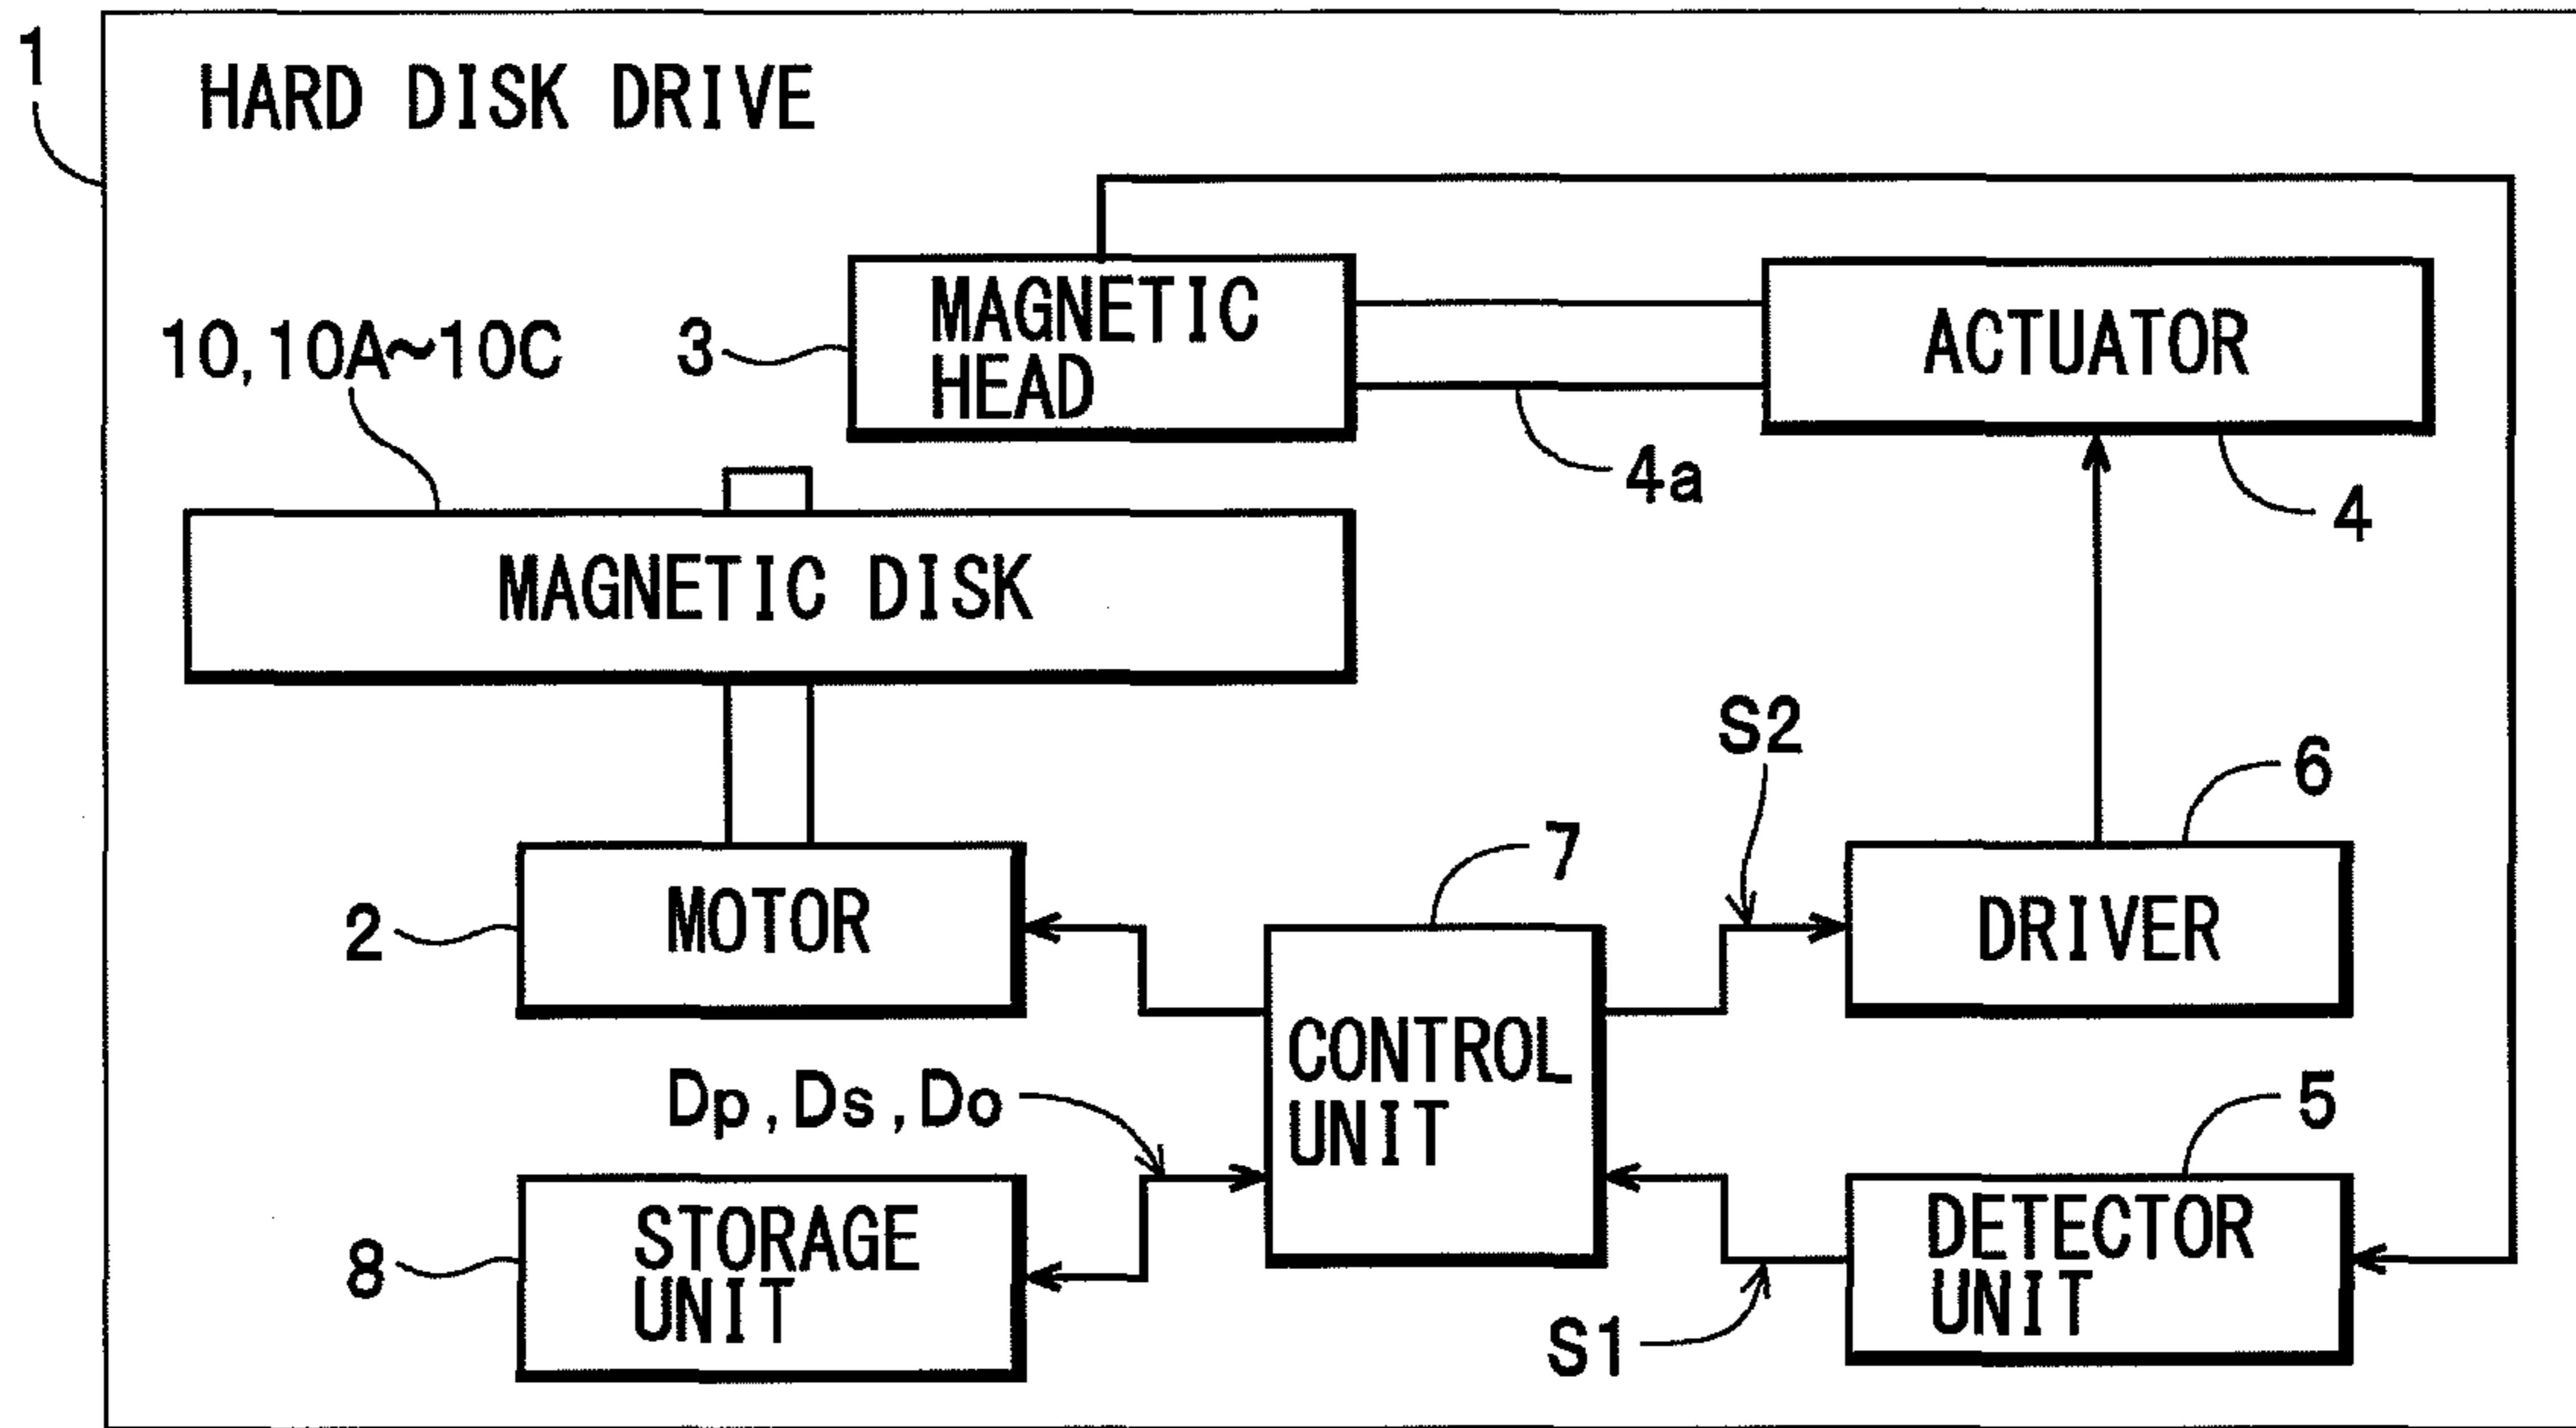 1
HARD DISK DRIVE
10,10A~10C
3
MAGNETIC
HEAD
ACTUATOR
4a
4
MAGNETIC DISK
S2
6
7
2
MOTOR
DRIVER
CONTROL
UNIT
Dp,Ds,Do
5
8
STORAGE
UNIT
DETECTOR
UNIT
S1